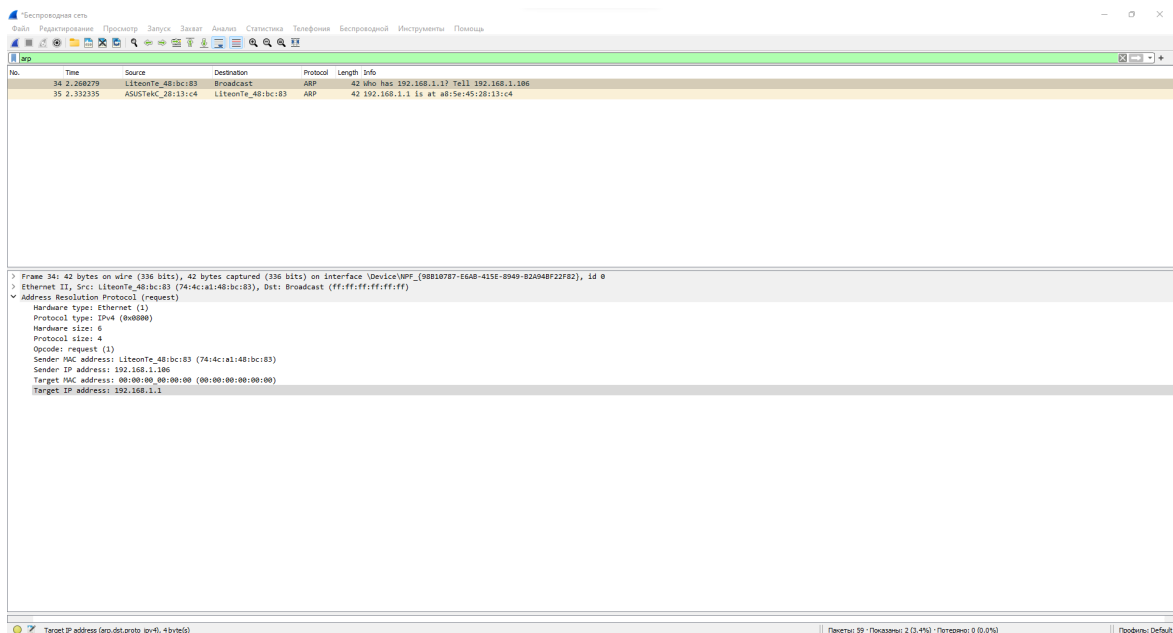 *Беспроводная сеть
Файл Редактирование Просмотр Запуск Захват Анализ Статистика Телефония Беспроводной Инструменты Помощь
arp
No. Time Source Destination Protocol Length Info
34 2.260279 LiteonTe_48:bc:83 Broadcast ARP 42 Who has 192.168.1.1? Tell 192.168.1.106
35 2.332335 ASUSTekC_28:13:c4 LiteonTe_48:bc:83 ARP 42 192.168.1.1 is at a8:5e:45:28:13:c4
Frame 34: 42 bytes on wire (336 bits), 42 bytes captured (336 bits) on interface \Device\NPF_{98B10787-E6AB-415E-8949-B2A94BF22F82}, id 0
Ethernet II, Src: LiteonTe_48:bc:83 (74:4c:a1:48:bc:83), Dst: Broadcast (ff:ff:ff:ff:ff:ff)
Address Resolution Protocol (request)
Hardware type: Ethernet (1)
Protocol type: IPv4 (0x0800)
Hardware size: 6
Protocol size: 4
Opcode: request (1)
Sender MAC address: LiteonTe_48:bc:83 (74:4c:a1:48:bc:83)
Sender IP address: 192.168.1.106
Target MAC address: 00:00:00_00:00:00 (00:00:00:00:00:00)
Target IP address: 192.168.1.1
Target IP address (arp.dst.proto_ipv4), 4 byte(s) Пакеты: 59 · Показаны: 2 (3.4%) · Потеряно: 0 (0.0%) Профиль: Default